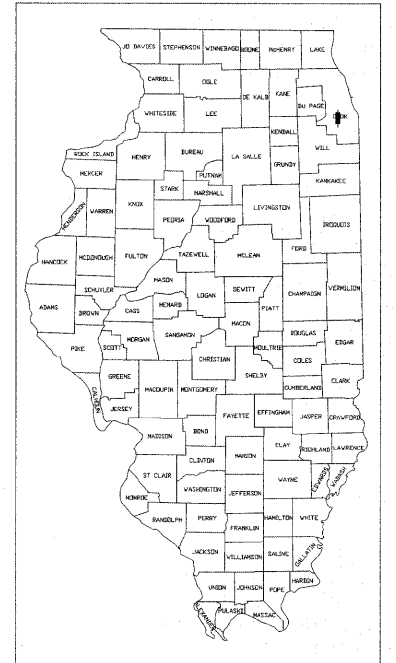 JO DAVIES STEPHENSON WINNEBAGO BOONE McHENRY LAKE
CARROLL OGLE DE KALB KANE DU PAGE COOK
WHITESIDE LEE KENDALL WILL
ROCK ISLAND HENRY BUREAU LA SALLE GRUNDY
MERCER PUTNAM KANKAKEE
STARK MARSHALL
HENDERSON WARREN KNOX PEORIA WOODFORD LIVINGSTON IROQUOIS
HANCOCK MCDONOUGH FULTON TAZEWELL MCLEAN FORD
MASON
SCHUYLER LOGAN DEWITT CHAMPAIGN VERMILION
ADAMS BROWN CASS MENARD MACON PIATT
SANGAMON DOUGLAS EDGAR
PIKE SCOTT MORGAN CHRISTIAN MOULTRIE COLES
SHELBY
GREENE CUMBERLAND CLARK
CALHOUN MACOUPIN MONTGOMERY
JERSEY FAYETTE EFFINGHAM JASPER CRAWFORD
MADISON BOND
CLAY
MARION RICHLAND LAWRENCE
CLINTON
ST CLAIR WAYNE EDWARDS WABASH
WASHINGTON JEFFERSON
MONROE
RANDOLPH PERRY HAMILTON WHITE
FRANKLIN
JACKSON WILLIAMSON SALINE GALLATIN
HARDIN
UNION JOHNSON POPE
ALEXANDER PULASKI MASSAC